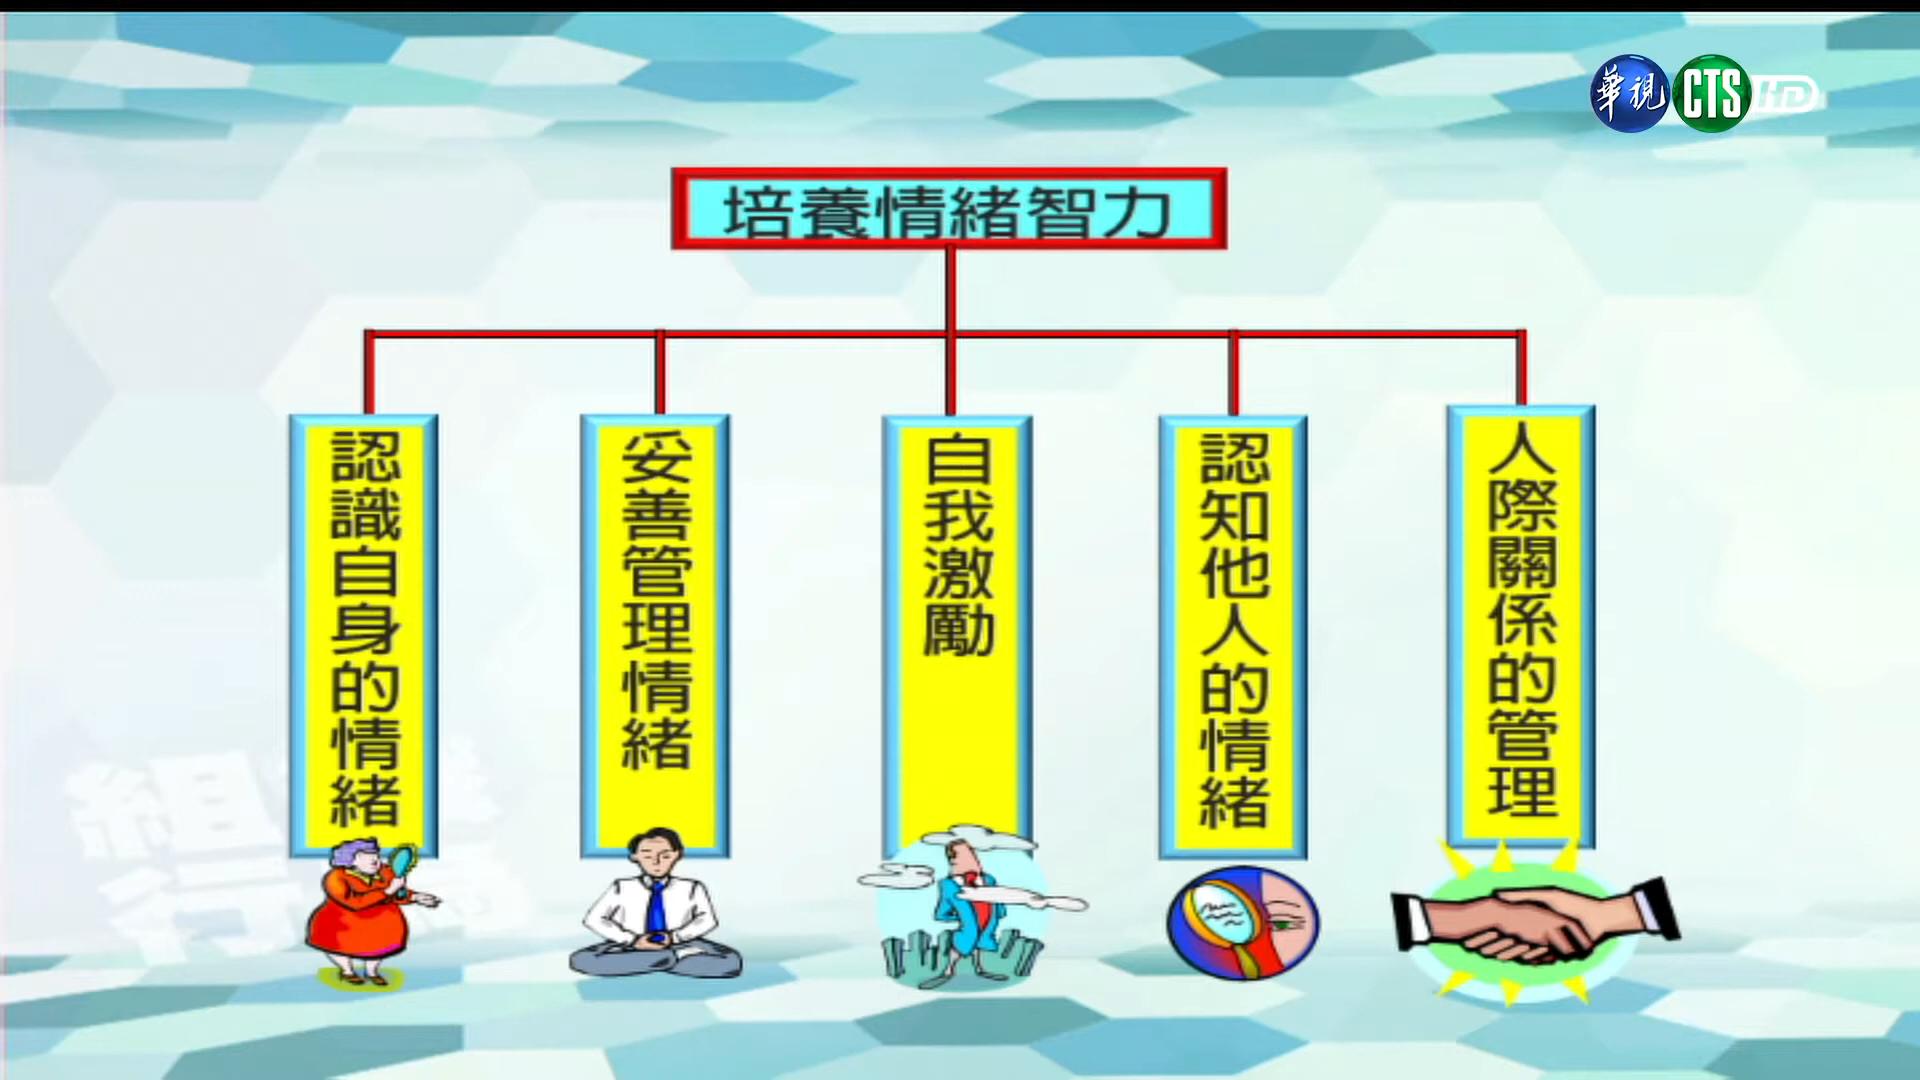 華視 CTS HD
培養情緒智力
認識自身的情緒
妥善管理情緒
自我激勵
認知他人的情緒
人際關係的管理
組
行